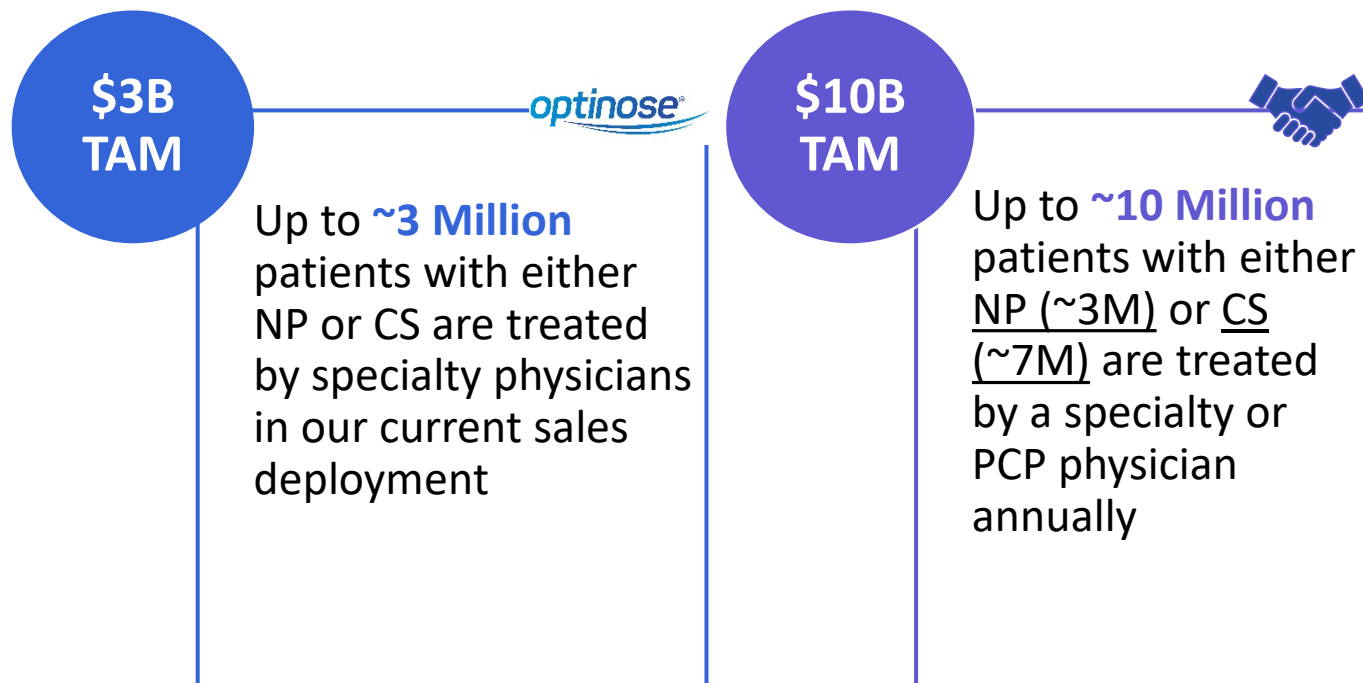 $3B
TAM
optinose®
Up to ~3 Million
patients with either
NP or CS are treated
by specialty physicians
in our current sales
deployment
$10B
TAM
Up to ~10 Million
patients with either
NP (~3M) or CS
(~7M) are treated
by a specialty or
PCP physician
annually